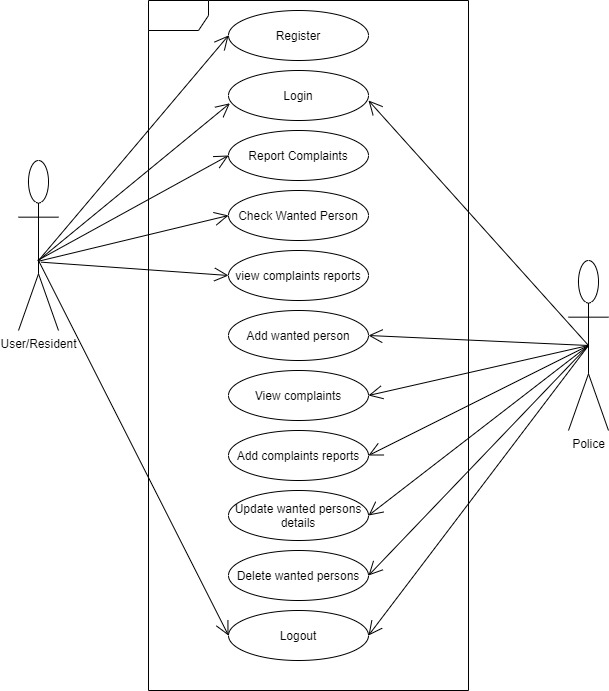 Register
Login
Report Complaints
Check Wanted Person
view complaints reports
User/Resident
Add wanted person
View complaints
Police
Add complaints reports
Update wanted persons
details
Delete wanted persons
Logout